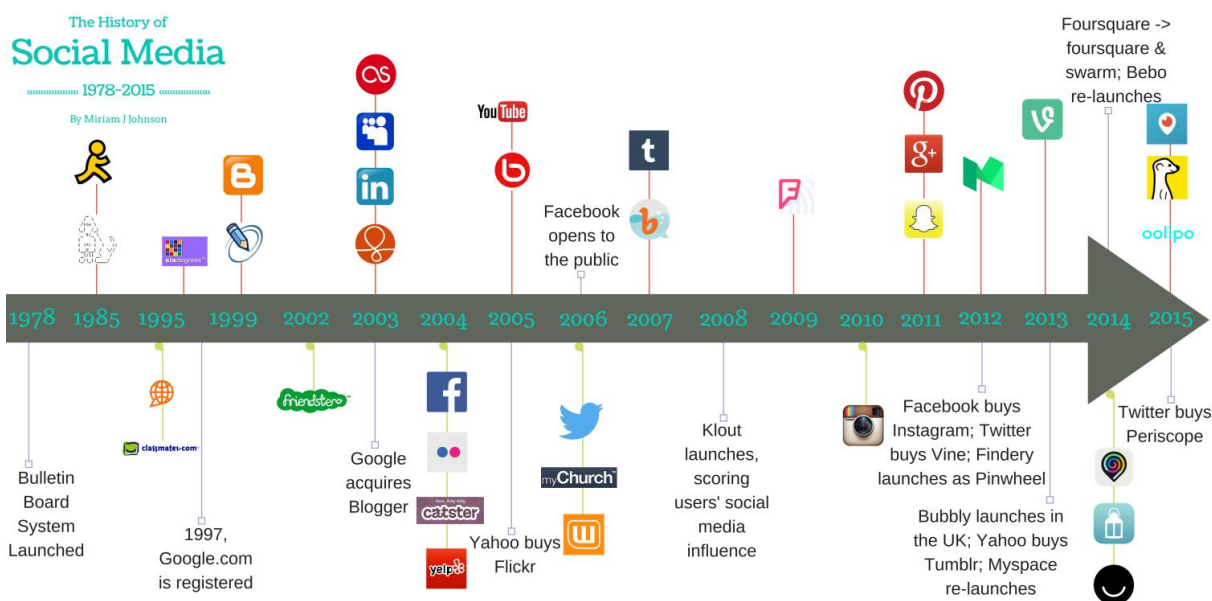 The History of
Social Media
1978-2015
By Miriam J Johnson
Foursquare ->
foursquare &
swarm; Bebo
re-launches
You Tube
Facebook
opens to
the public
sixdegrees™
oolipo
1978 1985 1995 1999 2002 2003 2004 2005 2006 2007 2008 2009 2010 2011 2012 2013 2014 2015
Bulletin
Board
System
Launched
classmates.com
1997,
Google.com
is registered
friendster
Google
acquires
Blogger
catster
yelp
Yahoo buys
Flickr
myChurch
Klout
launches,
scoring
users' social
media
influence
Facebook buys
Instagram; Twitter
buys Vine; Findery
launches as Pinwheel
Bubbly launches in
the UK; Yahoo buys
Tumblr; Myspace
re-launches
Twitter buys
Periscope